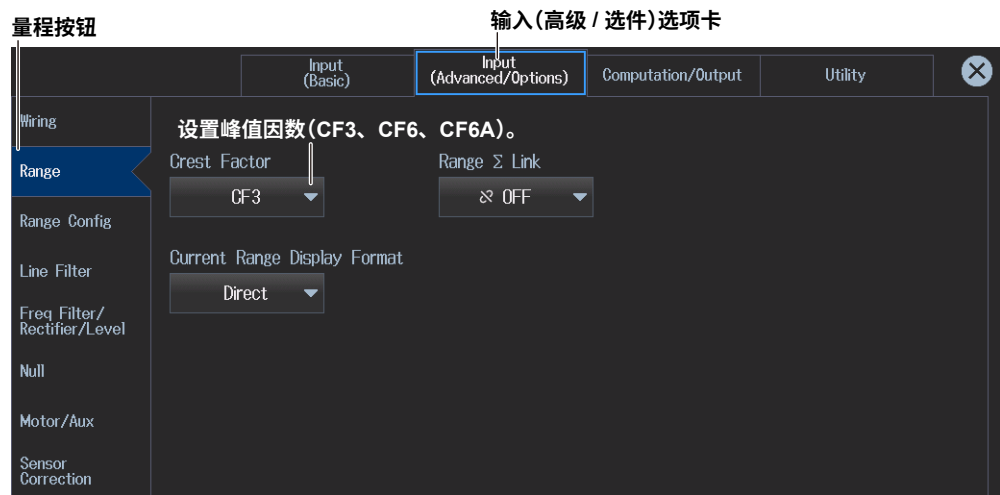 量程按钮
输入（高级 / 选件）选项卡
Input
(Basic)
Input
(Advanced/Options)
Computation/Output
Utility
Wiring
设置峰值因数（CF3、CF6、CF6A）。
Range
Crest Factor
Range Σ Link
CF3
OFF
Range Config
Current Range Display Format
Line Filter
Direct
Freq Filter/
Rectifier/Level
Null
Motor/Aux
Sensor
Correction